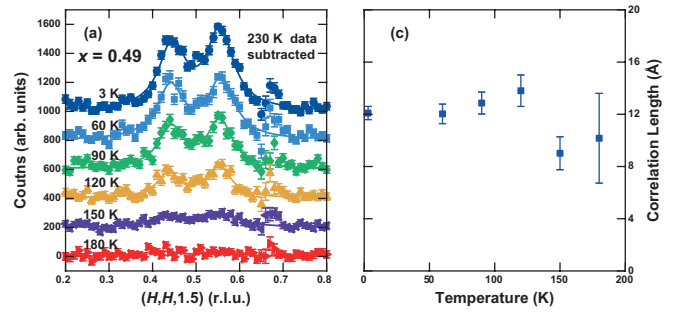 (a)
x = 0.49
230 K data
subtracted
3 K
60 K
90 K
120 K
150 K
180 K
1600
1400
1200
1000
800
600
400
200
0
Coutns (arb. units)
0.2 0.3 0.4 0.5 0.6 0.7 0.8
(H,H,1.5) (r.l.u.)
(c)
20
16
12
8
4
0
Correlation Length (Å)
0 50 100 150 200
Temperature (K)